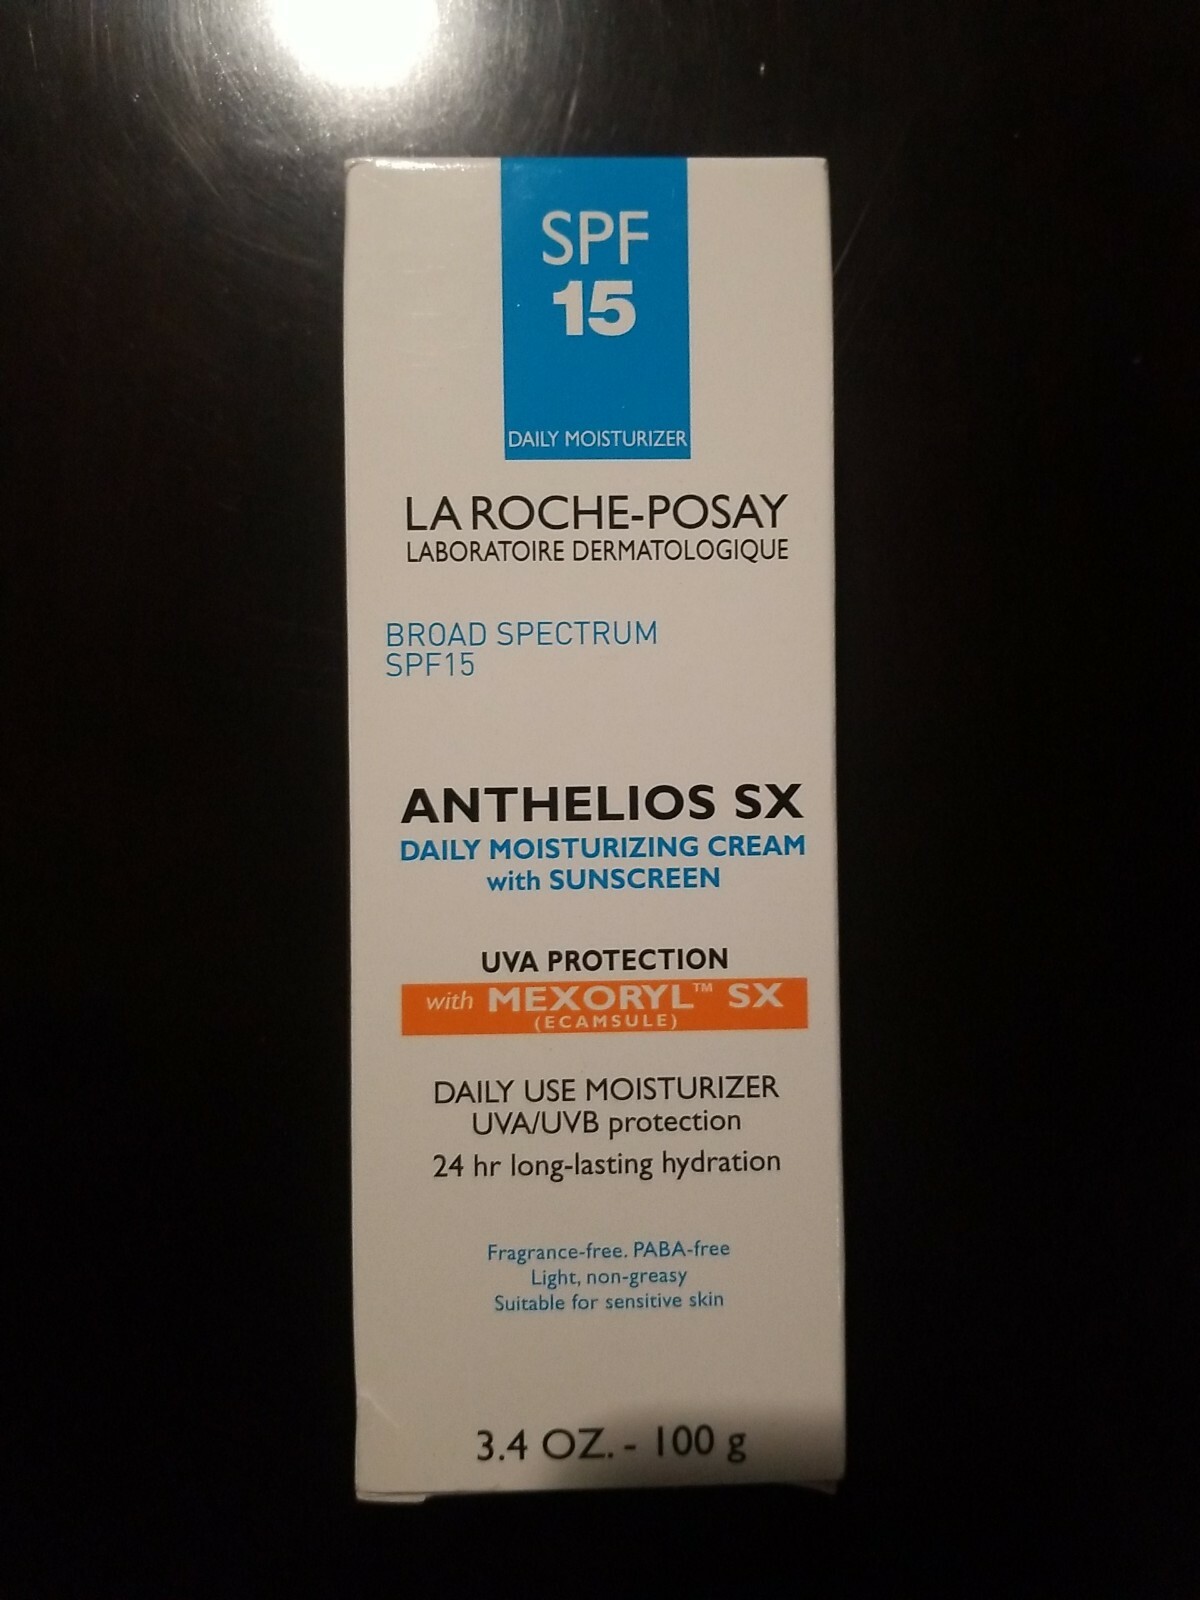 SPF
15
DAILY MOISTURIZER
LA ROCHE-POSAY
LABORATOIRE DERMATOLOGIQUE
BROAD SPECTRUM
SPF15
ANTHELIOS SX
DAILY MOISTURIZING CREAM
with SUNSCREEN
UVA PROTECTION
with MEXORYL™ SX
(ECAMSULE)
DAILY USE MOISTURIZER
UVA/UVB protection
24 hr long-lasting hydration
Fragrance-free. PABA-free
Light, non-greasy
Suitable for sensitive skin
3.4 OZ. - 100 g